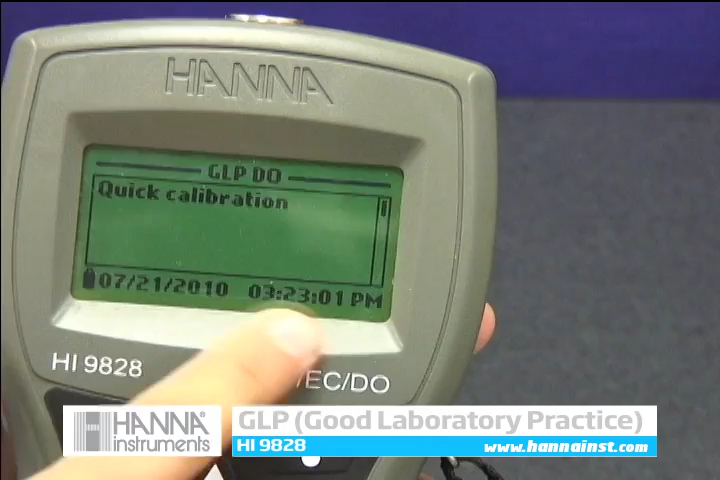 HANNA
GLP DO
Quick calibration
07/21/2010 03:23:01 PM
HI 9828
/EC/DO
HANNA®
instruments
GLP (Good Laboratory Practice)
HI 9828
www.hannainst.com